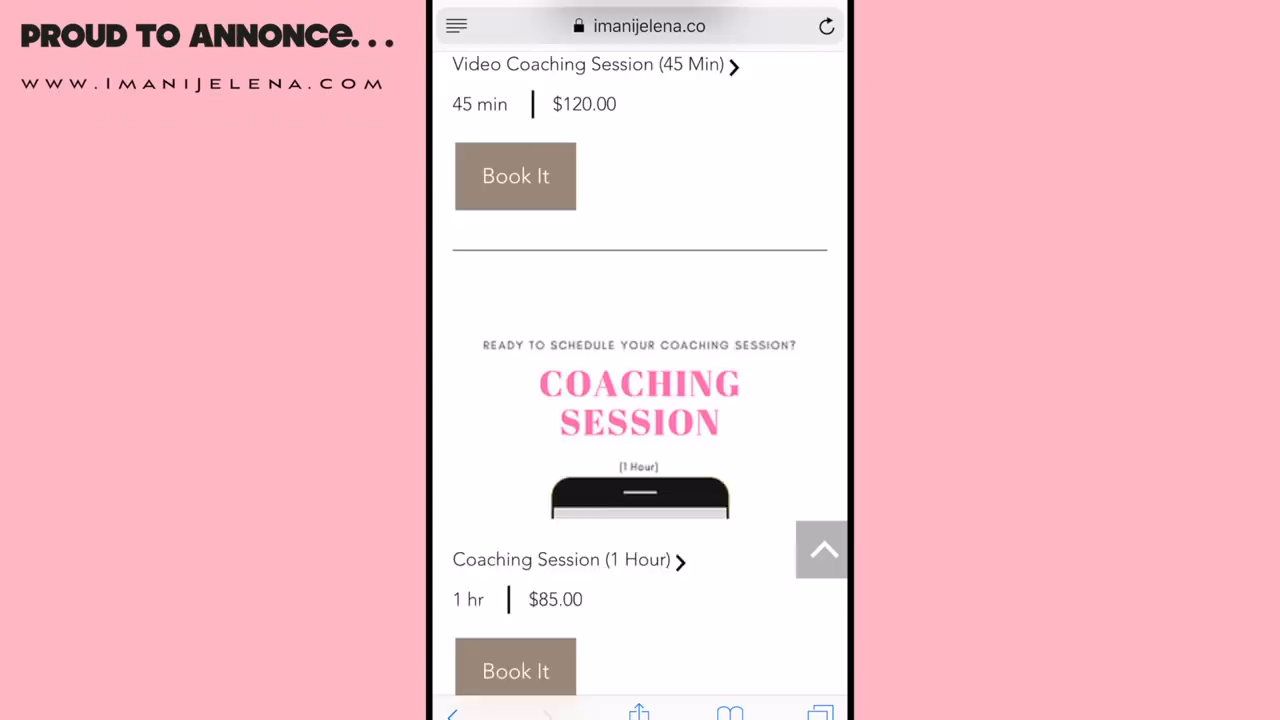 PROUD TO ANNONCE...
WWW.IMANIJELENA.COM
imanijelena.co
Video Coaching Session (45 Min)
45 min | $120.00
Book It
READY TO SCHEDULE YOUR COACHING SESSION?
COACHING
SESSION
[1 Hour]
Coaching Session (1 Hour)
1 hr | $85.00
Book It